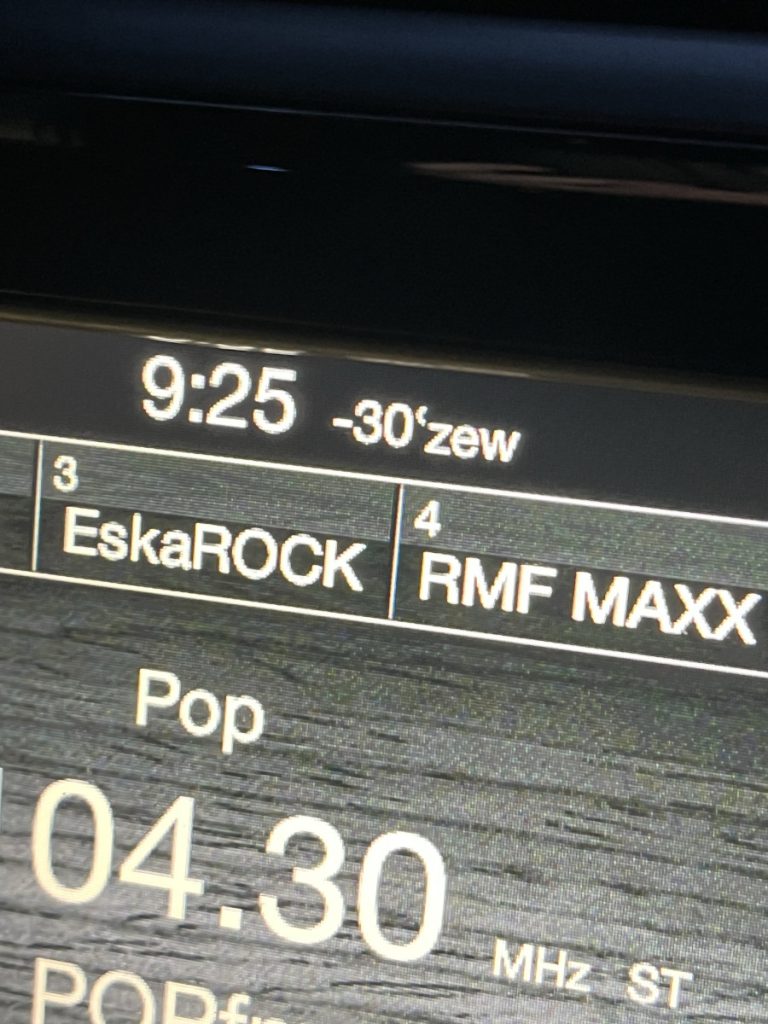 9:25 -30‘zew
3
EskaROCK
4
RMF MAXX
Pop
04.30 MHz ST